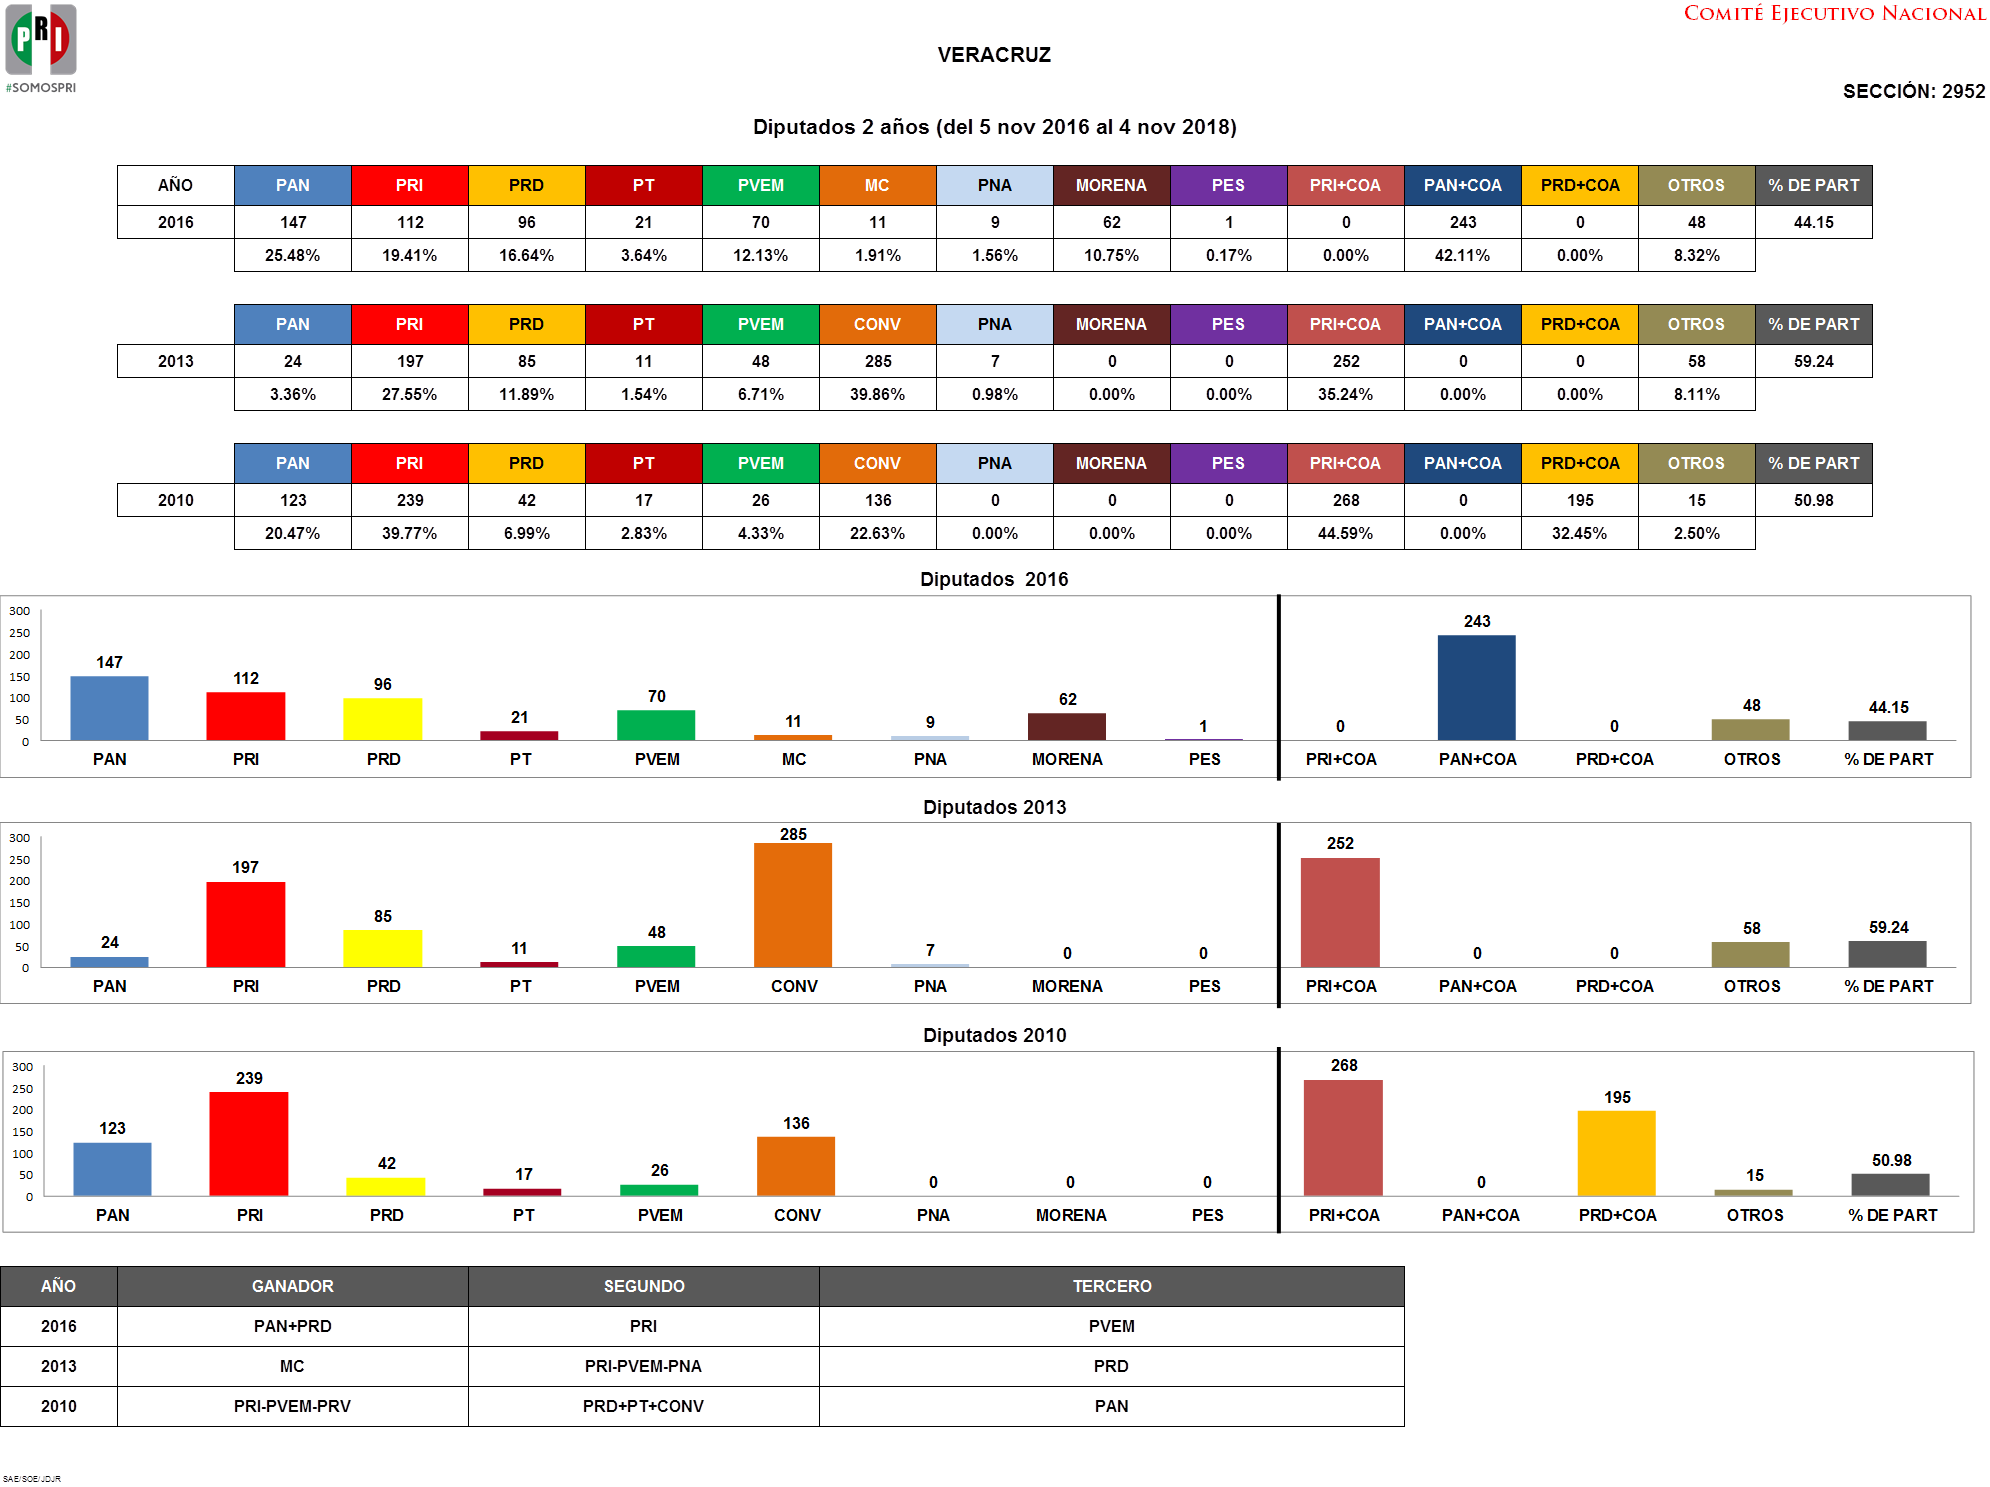 PRI
#SOMOSPRI
COMITÉ EJECUTIVO NACIONAL
VERACRUZ
SECCIÓN: 2952
Diputados 2 años (del 5 nov 2016 al 4 nov 2018)
AÑO PAN PRI PRD PT PVEM MC PNA MORENA PES PRI+COA PAN+COA PRD+COA OTROS % DE PART
2016 147 112 96 21 70 11 9 62 1 0 243 0 48 44.15
25.48% 19.41% 16.64% 3.64% 12.13% 1.91% 1.56% 10.75% 0.17% 0.00% 42.11% 0.00% 8.32%
PAN PRI PRD PT PVEM CONV PNA MORENA PES PRI+COA PAN+COA PRD+COA OTROS % DE PART
2013 24 197 85 11 48 285 7 0 0 252 0 0 58 59.24
3.36% 27.55% 11.89% 1.54% 6.71% 39.86% 0.98% 0.00% 0.00% 35.24% 0.00% 0.00% 8.11%
PAN PRI PRD PT PVEM CONV PNA MORENA PES PRI+COA PAN+COA PRD+COA OTROS % DE PART
2010 123 239 42 17 26 136 0 0 0 268 0 195 15 50.98
20.47% 39.77% 6.99% 2.83% 4.33% 22.63% 0.00% 0.00% 0.00% 44.59% 0.00% 32.45% 2.50%
Diputados 2016
300
250
200
150
100
50
0
147 112 96 21 70 11 9 62 1 0 243 0 48 44.15
PAN PRI PRD PT PVEM MC PNA MORENA PES PRI+COA PAN+COA PRD+COA OTROS % DE PART
Diputados 2013
300
250
200
150
100
50
0
24 197 85 11 48 285 7 0 0 252 0 0 58 59.24
PAN PRI PRD PT PVEM CONV PNA MORENA PES PRI+COA PAN+COA PRD+COA OTROS % DE PART
Diputados 2010
300
250
200
150
100
50
0
123 239 42 17 26 136 0 0 0 268 0 195 15 50.98
PAN PRI PRD PT PVEM CONV PNA MORENA PES PRI+COA PAN+COA PRD+COA OTROS % DE PART
AÑO GANADOR SEGUNDO TERCERO
2016 PAN+PRD PRI PVEM
2013 MC PRI-PVEM-PNA PRD
2010 PRI-PVEM-PRV PRD+PT+CONV PAN
SAE/SOE/JDJR